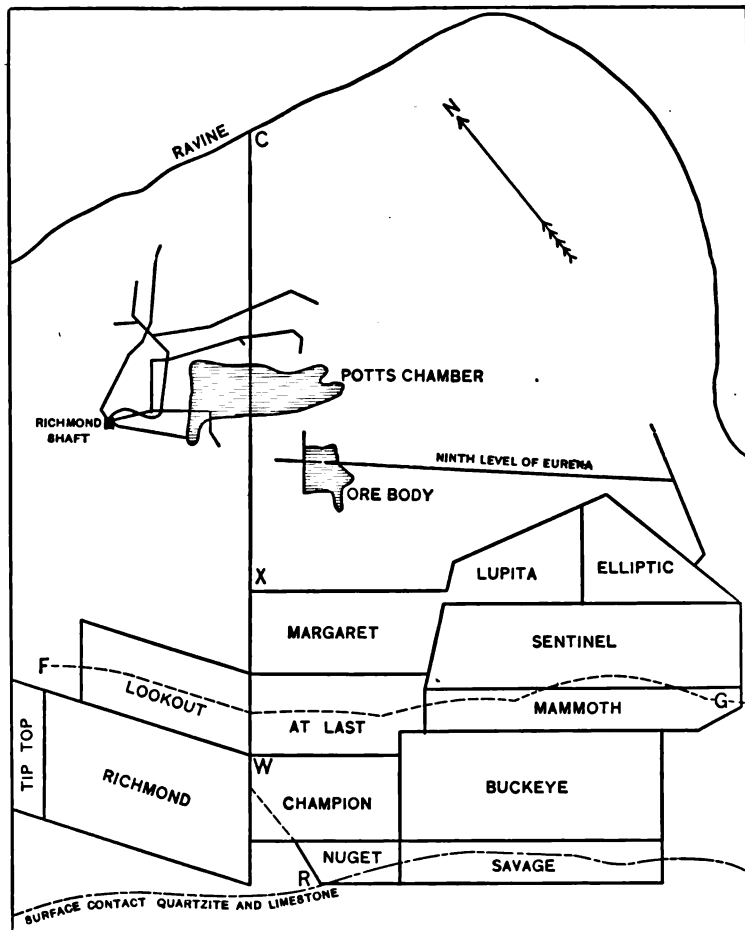 N
RAVINE
C
POTTS CHAMBER
RICHMOND
SHAFT
NINTH LEVEL OF EURENA
ORE BODY
X
LUPITA
ELLIPTIC
MARGARET
SENTINEL
F
LOOKOUT
G
AT LAST
MAMMOTH
TIP TOP
W
RICHMOND
CHAMPION
BUCKEYE
NUGET
SAVAGE
R
SURFACE CONTACT QUARTZITE AND LIMESTONE